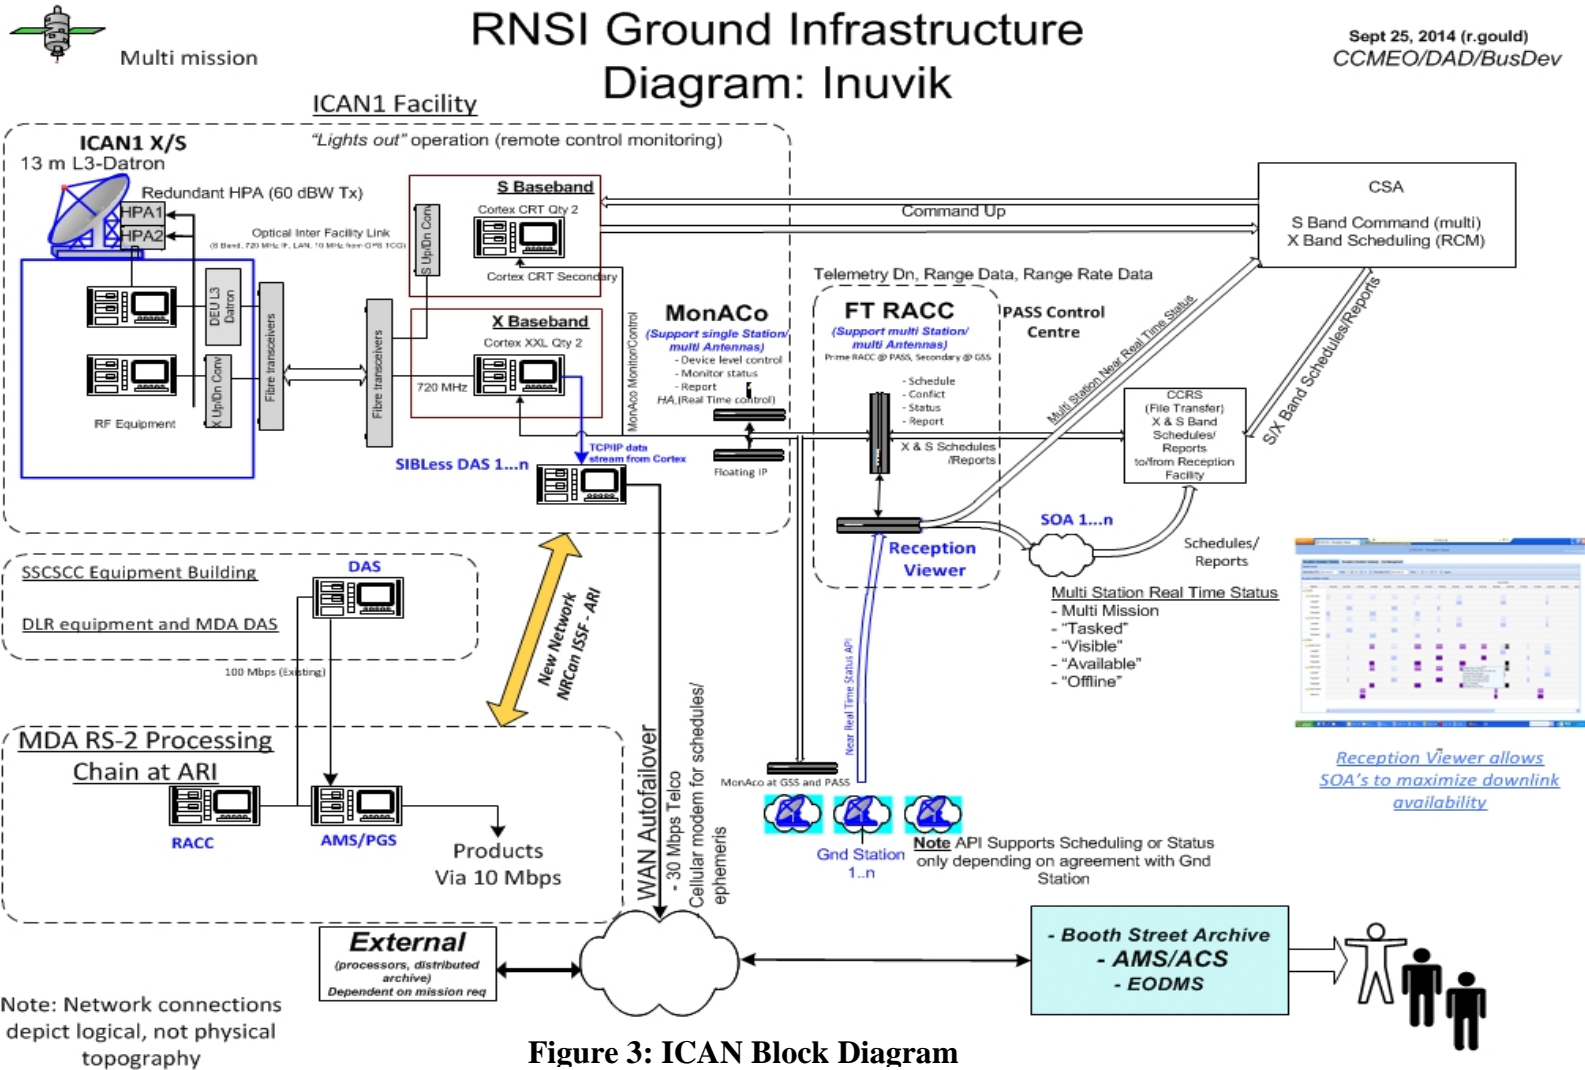 RNSI Ground Infrastructure
Diagram: Inuvik
Sept 25, 2014 (r.gould)
CCMEO/DAD/BusDev
Multi mission
ICAN1 Facility
"Lights out" operation (remote control monitoring)
ICAN1 X/S
13 m L3-Datron
Redundant HPA (60 dBW Tx)
HPA1
HPA2
Optical Inter Facility Link
(S Band, 720 MHz IF, LAN, 10 MHz from GPS TCG)
DEU L3
Datron
X Up/Dn Conv
RF Equipment
Fibre transceivers
Fibre transceivers
S Up/Dn Conv
S Baseband
Cortex CRT Qty 2
Cortex CRT Secondary
X Baseband
Cortex XXL Qty 2
720 MHz
MonAco Monitor/Control
TCP/IP data
stream from Cortex
SIBLess DAS 1...n
MonACo
(Support single Station/
multi Antennas)
- Device level control
- Monitor status
- Report
HA,(Real Time control)
Floating IP
Command Up
Telemetry Dn, Range Data, Range Rate Data
CSA
S Band Command (multi)
X Band Scheduling (RCM)
FT RACC
(Support multi Station/
multi Antennas)
Prime RACC @ PASS, Secondary @ GSS
- Schedule
- Confict
- Status
- Report
X & S Schedules
/Reports
PASS Control
Centre
Multi Station Near Real Time Status
S/X Band Schedules/Reports
CCRS
(File Transfer)
X & S Band
Schedules/
Reports
to/from Reception
Facility
Reception
Viewer
SOA 1...n
Schedules/
Reports
Multi Station Real Time Status
- Multi Mission
- "Tasked"
- "Visible"
- "Available"
- "Offline"
Reception Viewer allows
SOA's to maximize downlink
availability
SSCSCC Equipment Building
DLR equipment and MDA DAS
DAS
100 Mbps (Existing)
New Network
NRCan ISSF - ARI
MDA RS-2 Processing
Chain at ARI
RACC
AMS/PGS
Products
Via 10 Mbps
WAN Autofailover
- 30 Mbps Telco
Cellular modem for schedules/
ephemeris
Near Real Time Status API
MonAco at GSS and PASS
Gnd Station
1..n
Note API Supports Scheduling or Status
only depending on agreement with Gnd
Station
External
(processors, distributed
archive)
Dependent on mission req
- Booth Street Archive
- AMS/ACS
- EODMS
Note: Network connections
depict logical, not physical
topography
Figure 3: ICAN Block Diagram